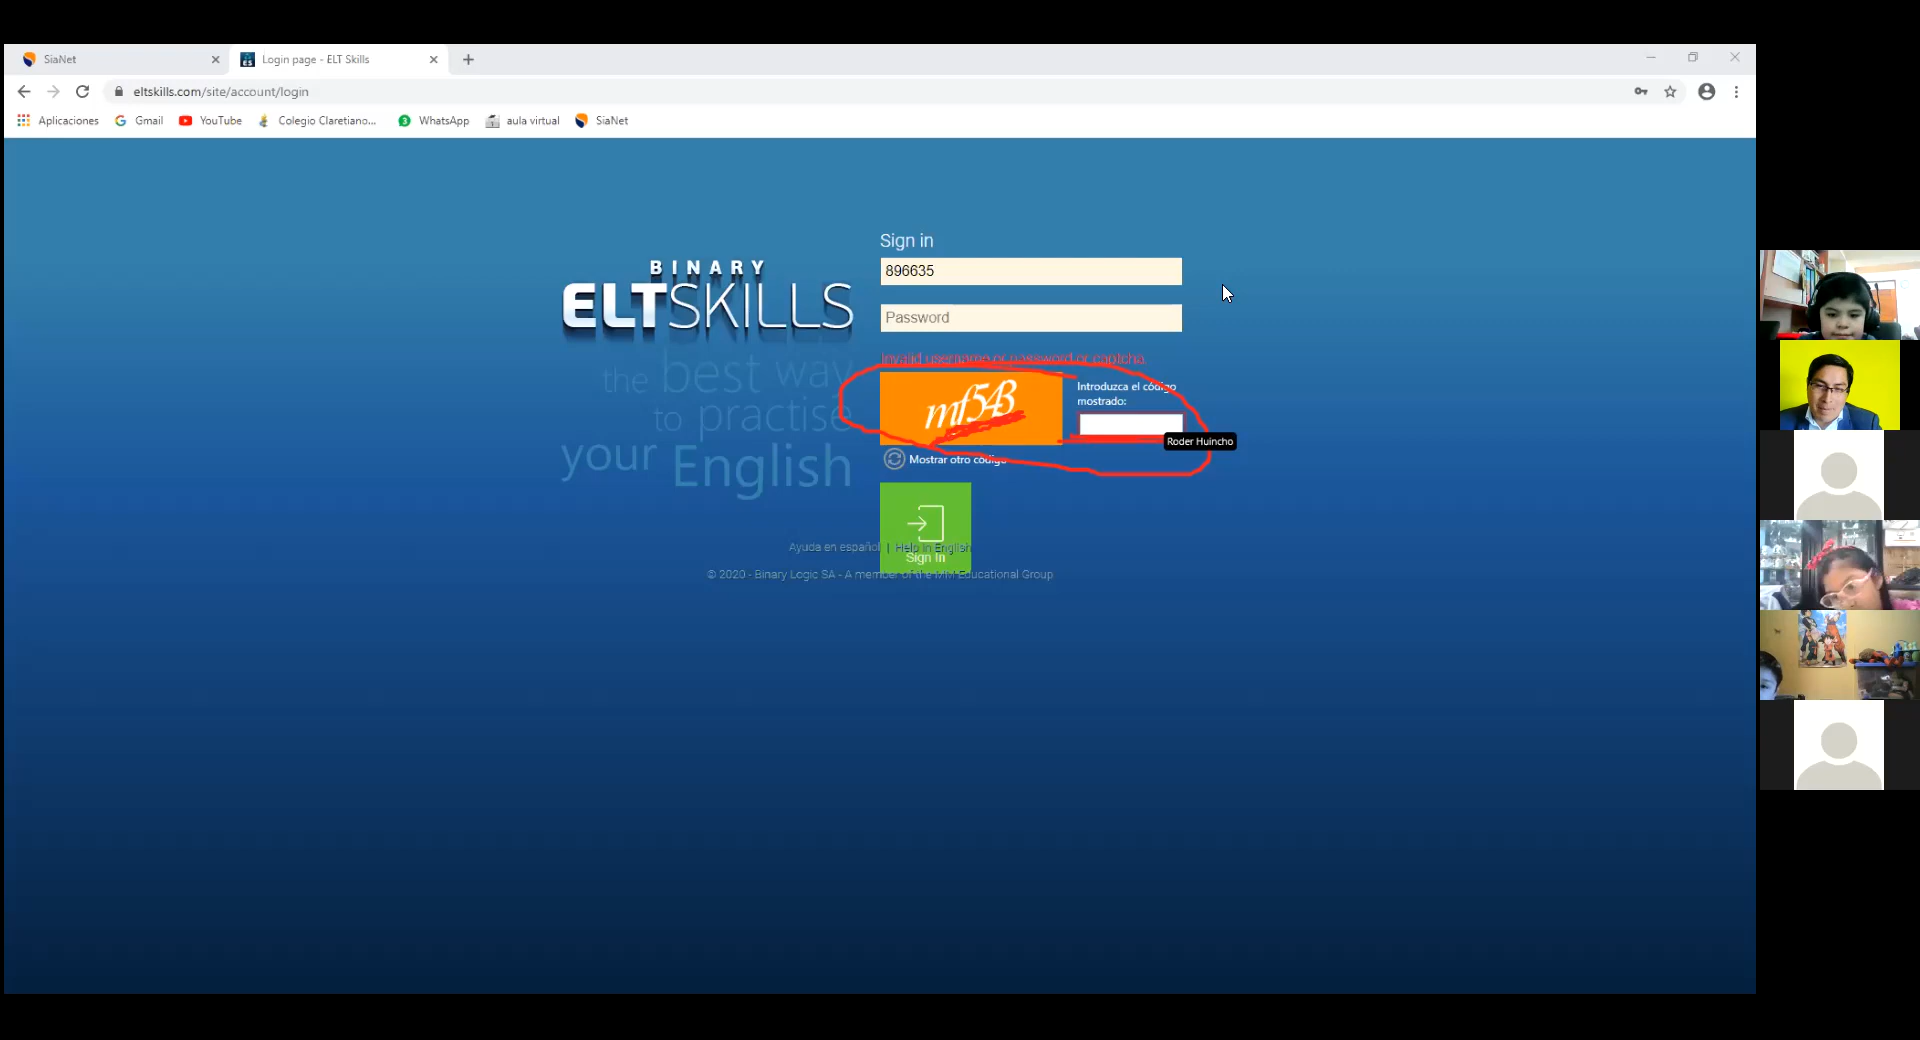 SiaNet
Login page - ELT Skills
eltskills.com/site/account/login
Aplicaciones
Gmail
YouTube
Colegio Claretiano...
WhatsApp
aula virtual
SiaNet
Sign in
896635
BINARY
ELTSKILLS
Password
the best way
to practise
your English
Invalid username or password or captcha
mf543
Introduzca el código
mostrado:
Roder Huincho
Mostrar otro código
Sign In
Ayuda en español | Help in English
© 2020 - Binary Logic SA - A member of the MM Educational Group